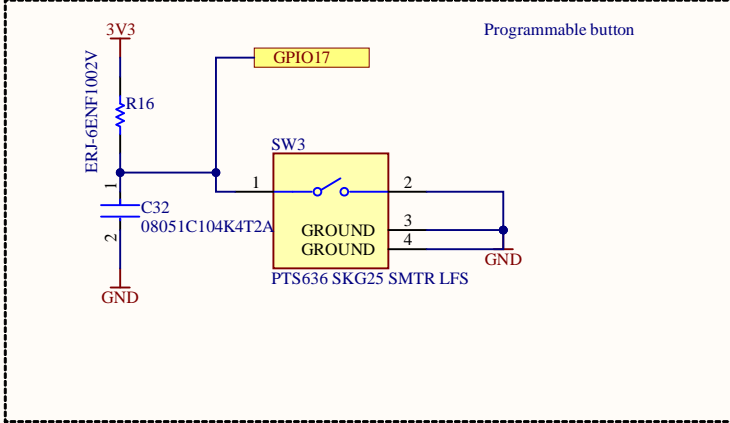 3V3
Programmable button
GPIO17
ERJ-6ENF1002V
R16
SW3
1
2
1
C32
08051C104K4T2A
2
GROUND
3
GROUND
4
GND
PTS636 SKG25 SMTR LFS
GND